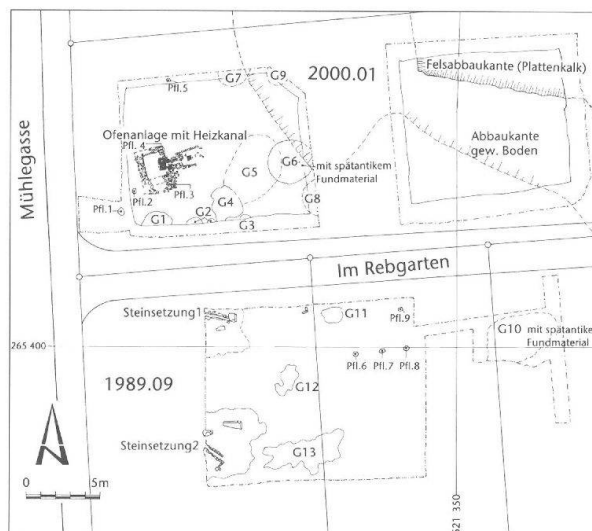 2000.01
Felsabbaukante (Plattenkalk)
Abbaukante
gew. Boden
Mühlegasse
G7
G9
Pfl.5
Ofenanlage mit Heizkanal
Pfl. 4
G5
G6
mit spätantikem
Fundmaterial
Pfl.3
Pfl.2
Pfl.1
G4
G8
G1
G2
G3
Im Rebgarten
Steinsetzung1
G11
Pfl.9
G10 mit spätantikem
Fundmaterial
265 400
Pfl.6
Pfl.7
Pfl.8
1989.09
G12
Steinsetzung2
G13
N
0
5m
621 350